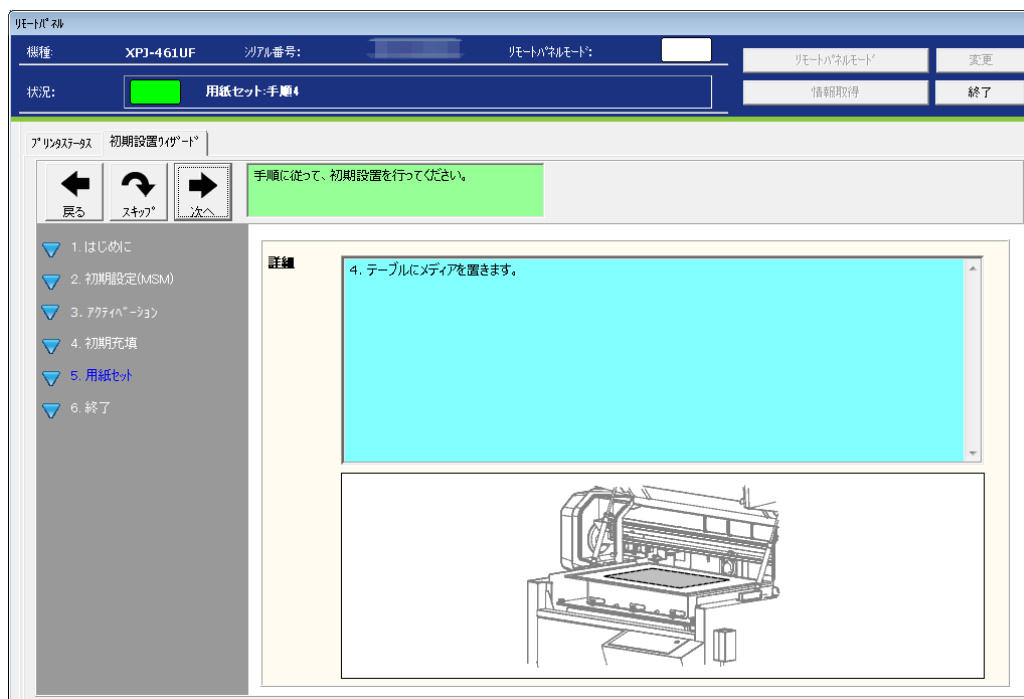 ﾘﾓｰﾄﾊﾟﾈﾙ
機種: XPJ-461UF ｼﾘｱﾙ番号: ﾘﾓｰﾄﾊﾟﾈﾙﾓｰﾄﾞ: ﾘﾓｰﾄﾊﾟﾈﾙﾓｰﾄﾞ 変更
状況: 用紙セット:手順4 情報取得 終了
ﾌﾟﾘﾝﾀｽﾃｰﾀｽ 初期設置ｳｨｻﾞｰﾄﾞ
戻る ｽｷｯﾌﾟ 次へ
手順に従って、初期設置を行ってください。
1. はじめに
2. 初期設定(MSM)
3. ｱｸﾃｨﾍﾞｰｼｮﾝ
4. 初期充填
5. 用紙ｾｯﾄ
6. 終了
詳細
4. テーブルにメディアを置きます。